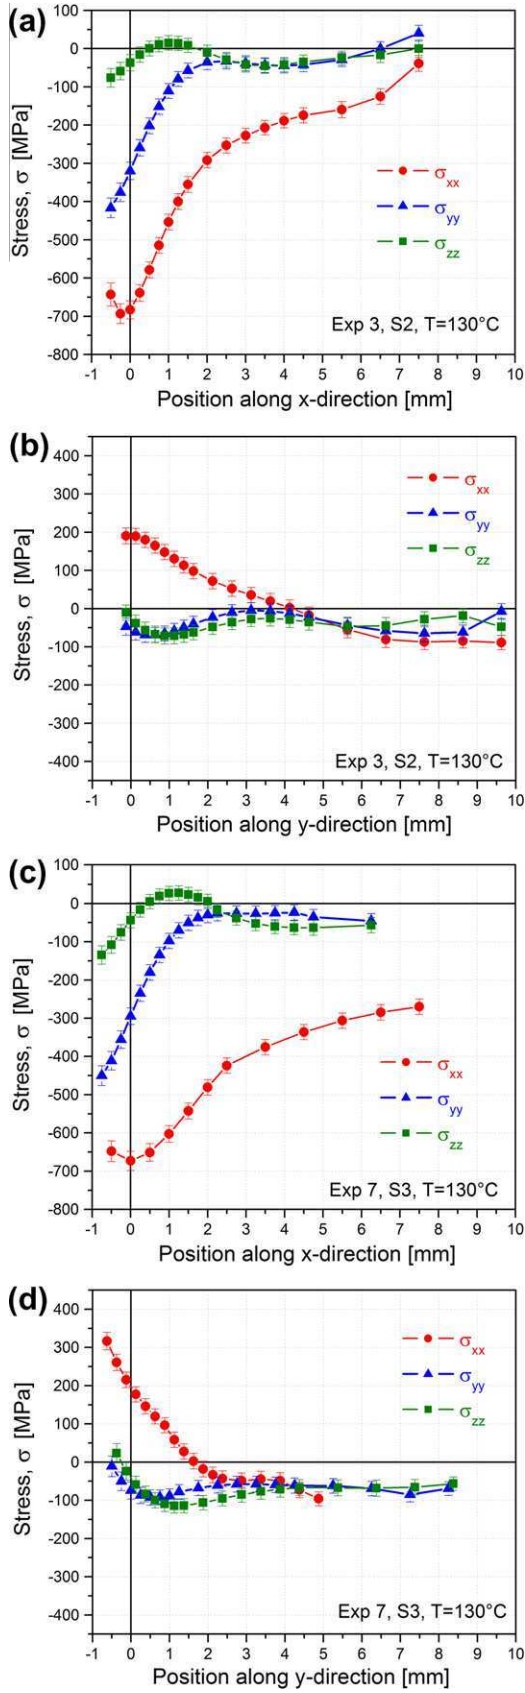 (a)
100
0
-100
-200
-300
-400
-500
-600
-700
-800
Stress, σ [MPa]
σxx
σyy
σzz
Exp 3, S2, T=130°C
-1 0 1 2 3 4 5 6 7 8 9 10
Position along x-direction [mm]
(b)
400
300
200
100
0
-100
-200
-300
-400
Stress, σ [MPa]
σxx
σyy
σzz
Exp 3, S2, T=130°C
-1 0 1 2 3 4 5 6 7 8 9 10
Position along y-direction [mm]
(c)
100
0
-100
-200
-300
-400
-500
-600
-700
-800
Stress, σ [MPa]
σxx
σyy
σzz
Exp 7, S3, T=130°C
-1 0 1 2 3 4 5 6 7 8 9 10
Position along x-direction [mm]
(d)
400
300
200
100
0
-100
-200
-300
-400
Stress, σ [MPa]
σxx
σyy
σzz
Exp 7, S3, T=130°C
-1 0 1 2 3 4 5 6 7 8 9 10
Position along y-direction [mm]